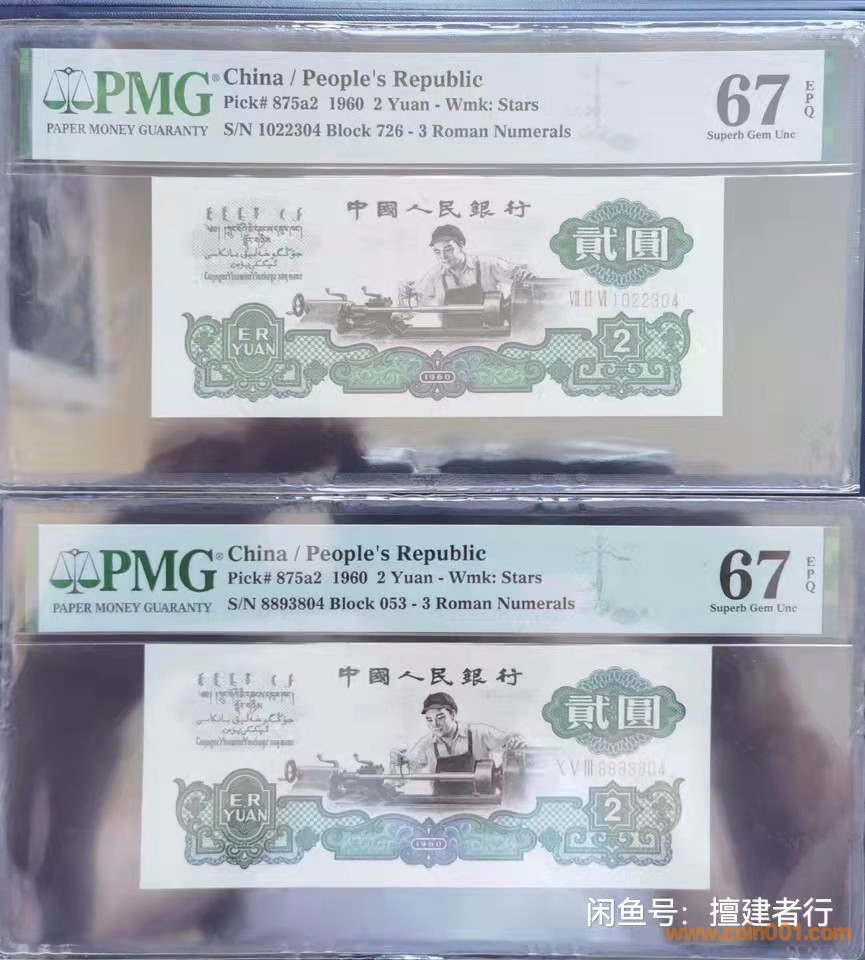 PMG®
PAPER MONEY GUARANTY
China / People's Republic
Pick# 875a2 1960 2 Yuan - Wmk: Stars
S/N 1022304 Block 726 - 3 Roman Numerals
67
EPQ
Superb Gem Unc
中國人民銀行
貳圓
VII II VI 1022304
ER
YUAN
2
1960
PMG®
PAPER MONEY GUARANTY
China / People's Republic
Pick# 875a2 1960 2 Yuan - Wmk: Stars
S/N 8893804 Block 053 - 3 Roman Numerals
67
EPQ
Superb Gem Unc
中國人民銀行
貳圓
X V III 8893804
ER
YUAN
2
1960
闲鱼号：擅建者行
www.coin001.com